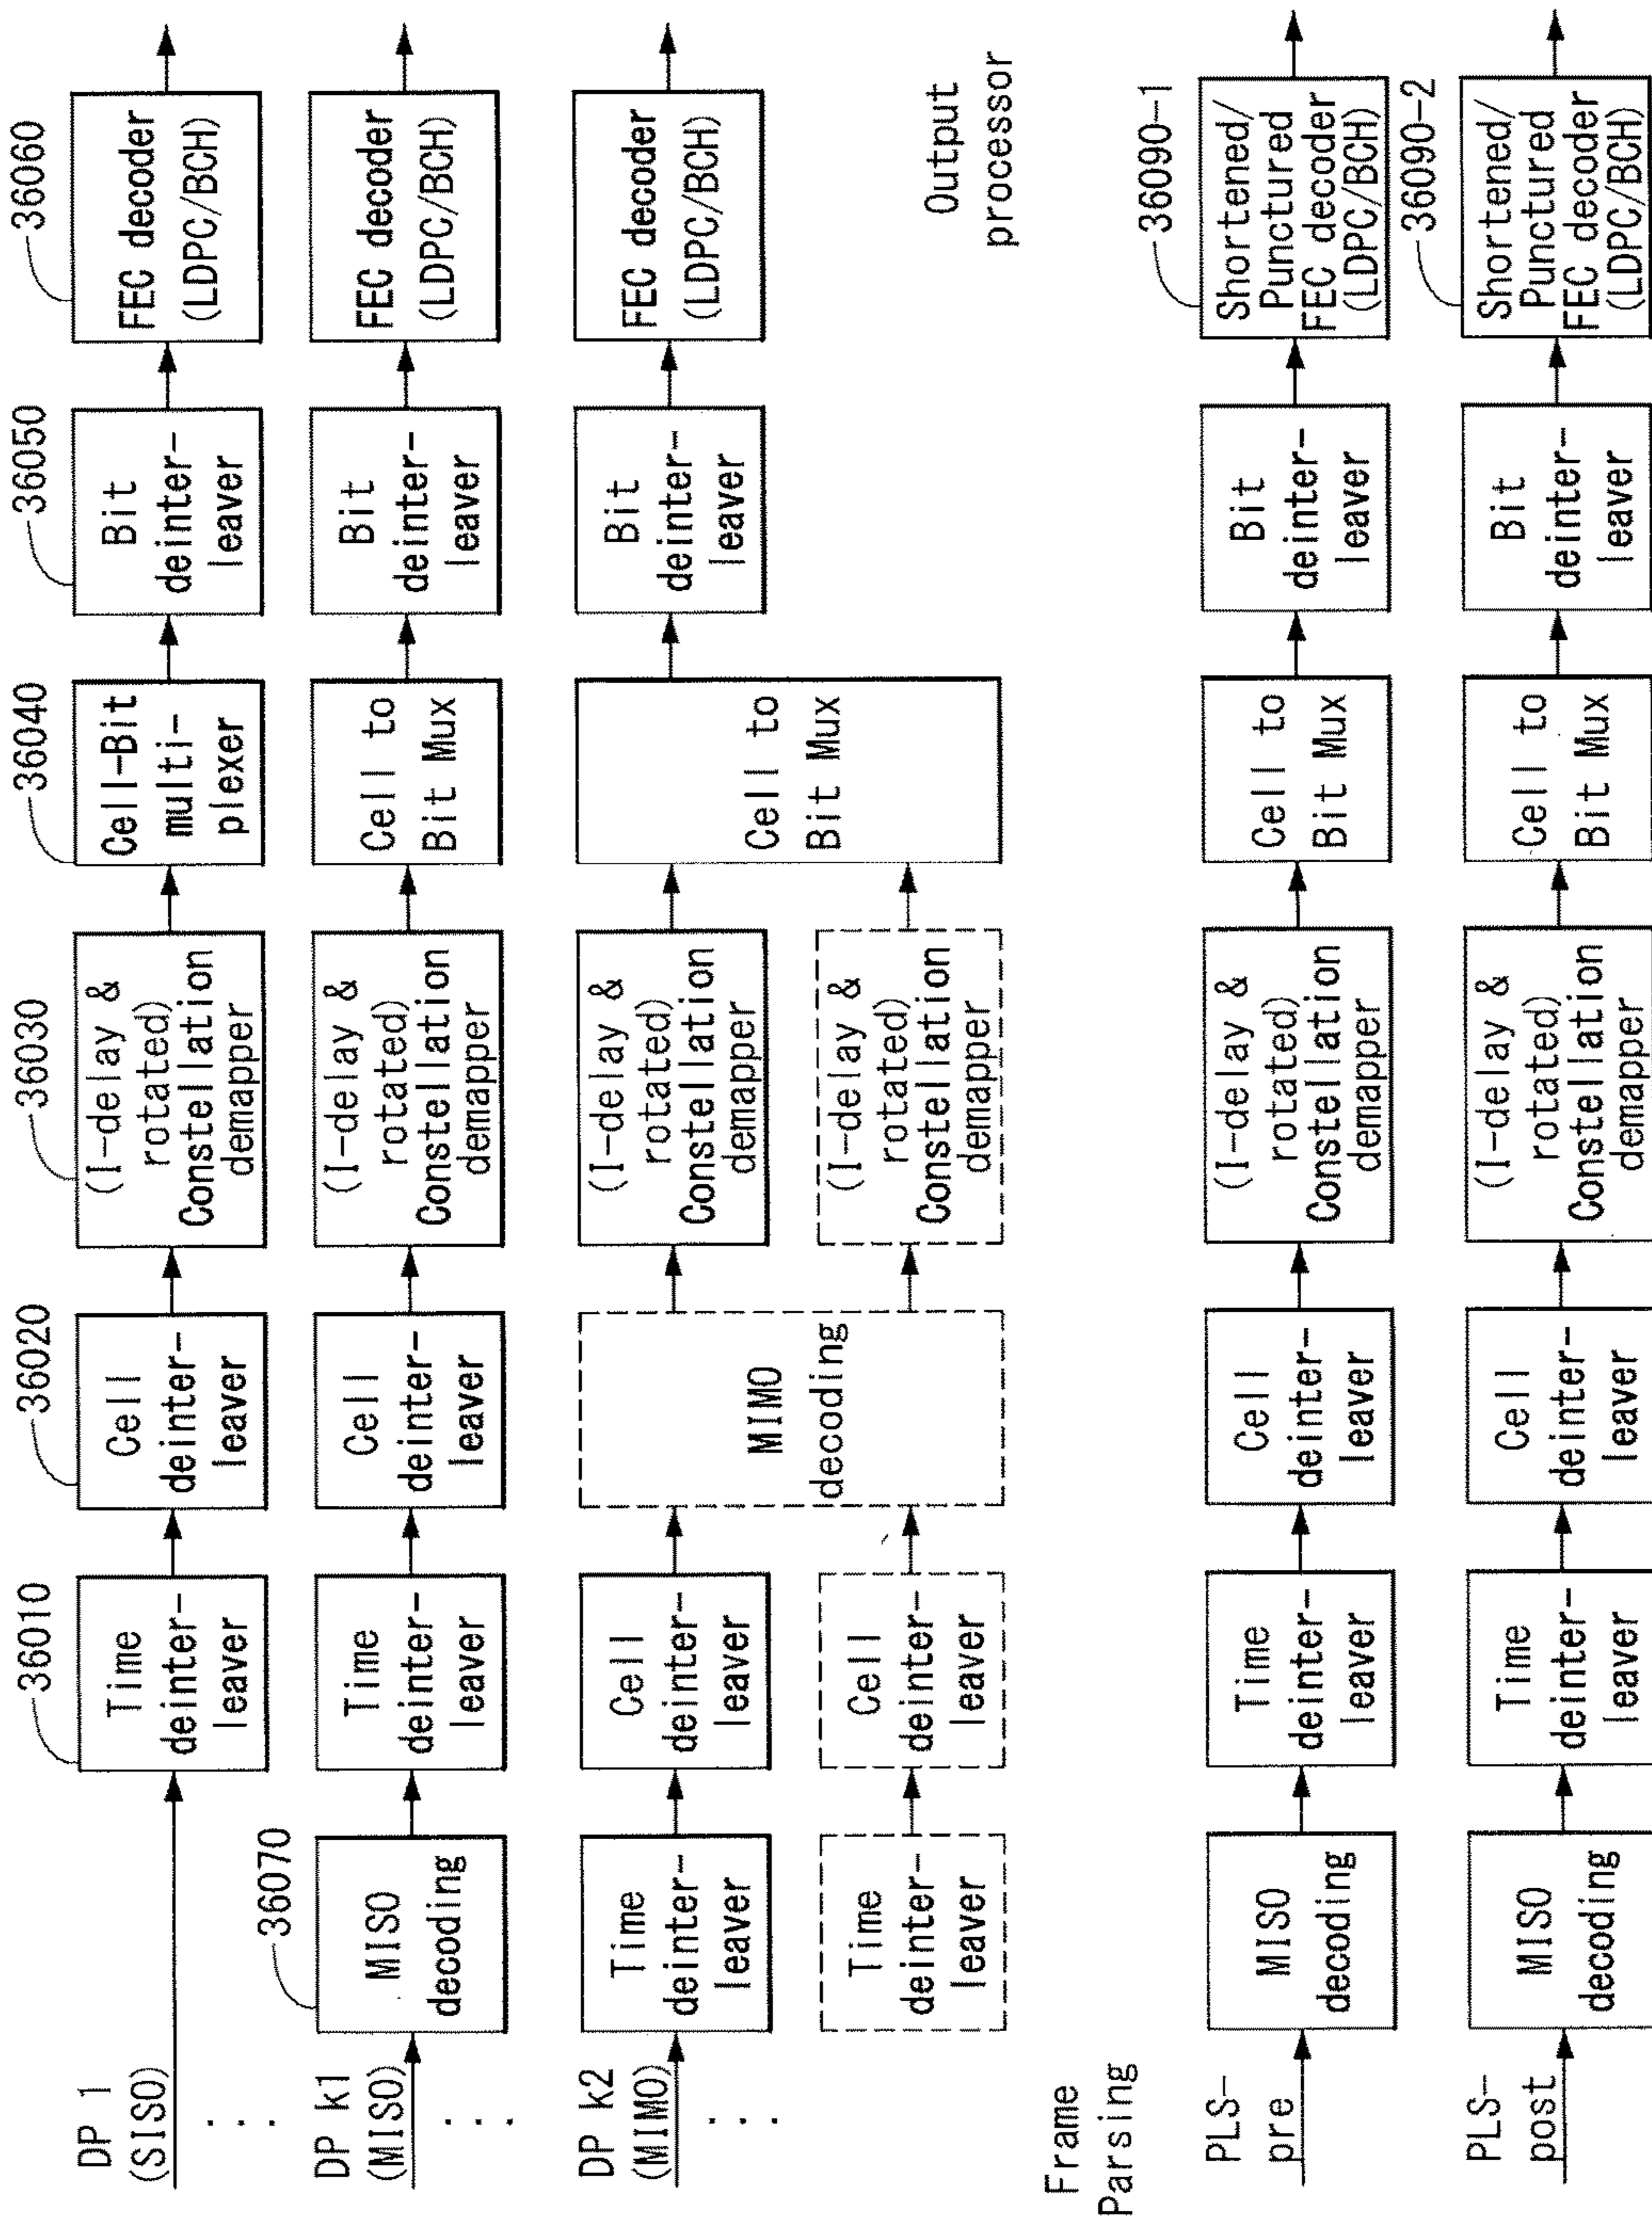 36010
36020
36030
36040
36050
36060
DP 1
(SISO)
Time
deinter-
leaver
Cell
deinter-
leaver
(I-delay &
rotated)
Constellation
demapper
Cell-Bit
multi-
plexer
Bit
deinter-
leaver
FEC decoder
(LDPC/BCH)
. . .
36070
DP k1
(MISO)
MISO
decoding
Time
deinter-
leaver
Cell
deinter-
leaver
(I-delay &
rotated)
Constellation
demapper
Cell to
Bit Mux
Bit
deinter-
leaver
FEC decoder
(LDPC/BCH)
. . .
DP k2
(MIMO)
Time
deinter-
leaver
Cell
deinter-
leaver
MIMO
decoding
(I-delay &
rotated)
Constellation
demapper
Cell to
Bit Mux
Bit
deinter-
leaver
FEC decoder
(LDPC/BCH)
. . .
Time
deinter-
leaver
Cell
deinter-
leaver
(I-delay &
rotated)
Constellation
demapper
Frame
Parsing
Output
processor
36090-1
PLS-
pre
MISO
decoding
Time
deinter-
leaver
Cell
deinter-
leaver
(I-delay &
rotated)
Constellation
demapper
Cell to
Bit Mux
Bit
deinter-
leaver
Shortened/
Punctured
FEC decoder
(LDPC/BCH)
36090-2
PLS-
post
MISO
decoding
Time
deinter-
leaver
Cell
deinter-
leaver
(I-delay &
rotated)
Constellation
demapper
Cell to
Bit Mux
Bit
deinter-
leaver
Shortened/
Punctured
FEC decoder
(LDPC/BCH)